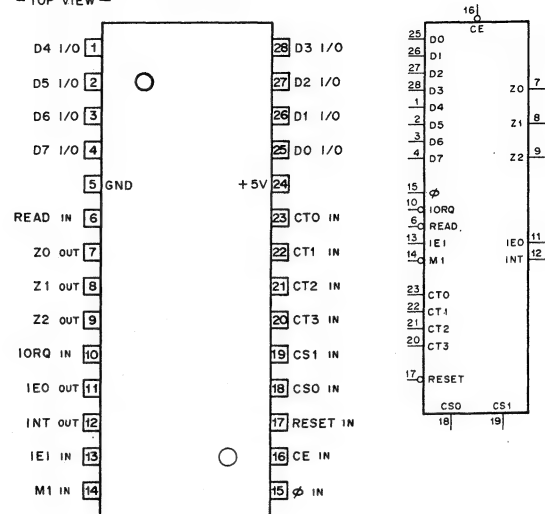 – TOP VIEW –
D4 I/O 1
D5 I/O 2
D6 I/O 3
D7 I/O 4
5 GND
READ IN 6
Z0 OUT 7
Z1 OUT 8
Z2 OUT 9
IORQ IN 10
IEO OUT 11
INT OUT 12
IEI IN 13
M1 IN 14
28 D3 I/O
27 D2 I/O
26 D1 I/O
25 D0 I/O
+5V 24
23 CT0 IN
22 CT1 IN
21 CT2 IN
20 CT3 IN
19 CS1 IN
18 CS0 IN
17 RESET IN
16 CE IN
15 ϕ IN
16
CE
25 D0
26 D1
27 D2
28 D3
1 D4
2 D5
3 D6
4 D7
15 ϕ
10 IORQ
6 READ
13 IEI
14 M1
23 CT0
22 CT1
21 CT2
20 CT3
17 RESET
Z0 7
Z1 8
Z2 9
IEO 11
INT 12
CS0 CS1
18 19